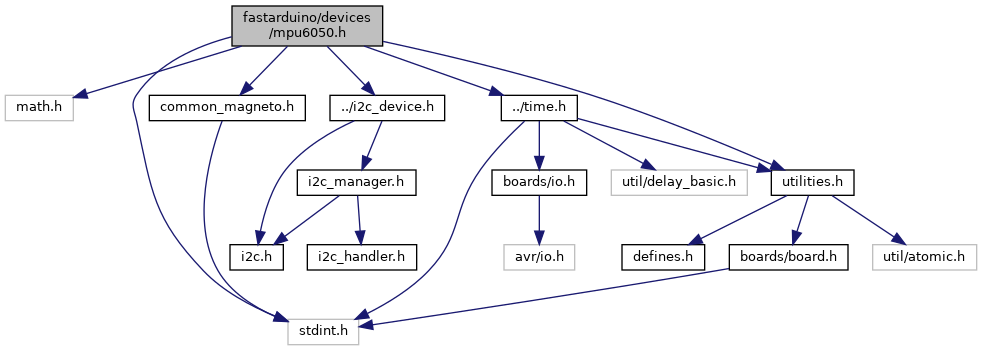 fastarduino/devices
/mpu6050.h
math.h
common_magneto.h
../i2c_device.h
../time.h
i2c_manager.h
boards/io.h
util/delay_basic.h
utilities.h
i2c.h
i2c_handler.h
avr/io.h
defines.h
boards/board.h
util/atomic.h
stdint.h